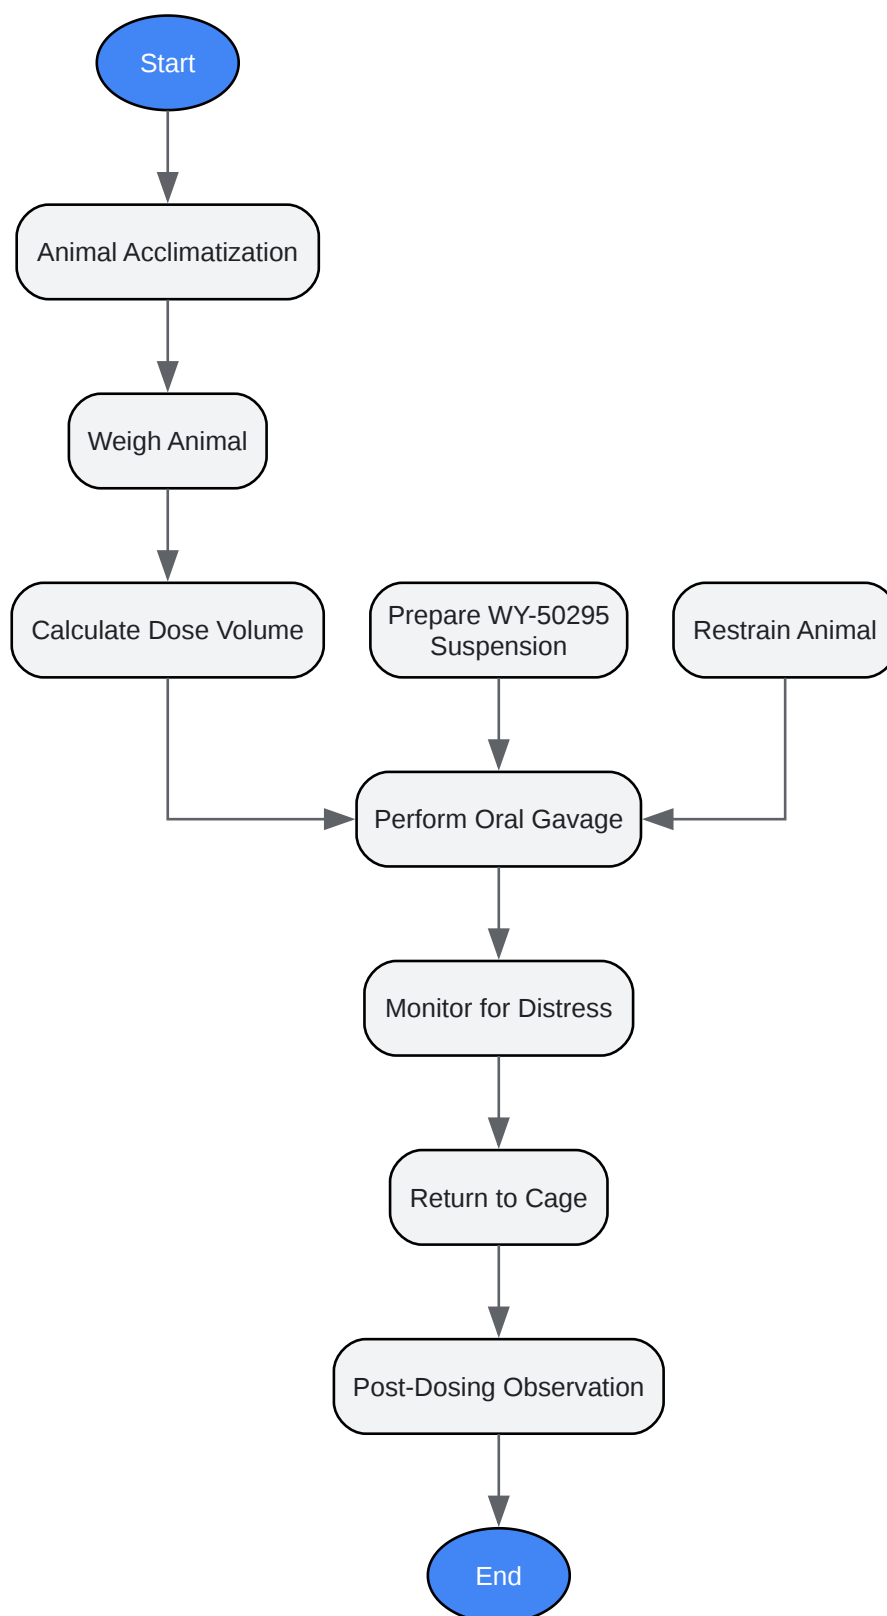 Start
Animal Acclimatization
Weigh Animal
Calculate Dose Volume
Prepare WY-50295
Suspension
Restrain Animal
Perform Oral Gavage
Monitor for Distress
Return to Cage
Post-Dosing Observation
End